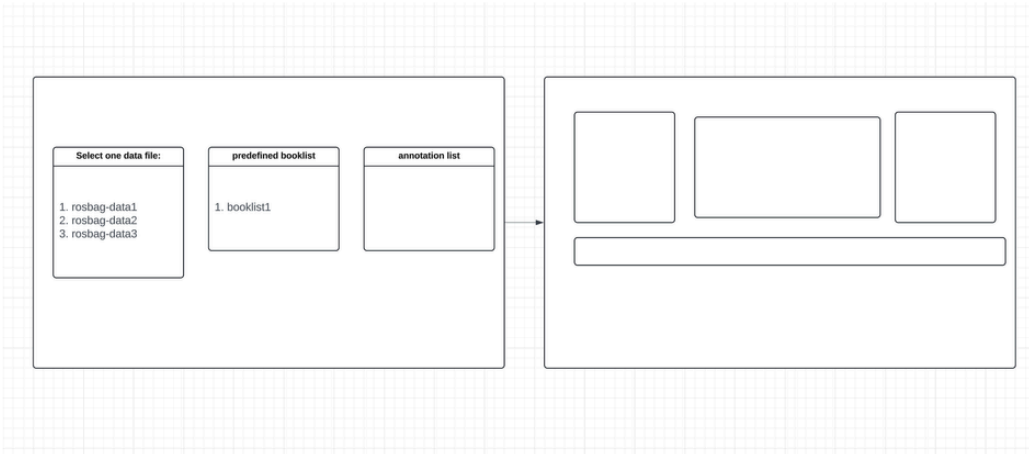 Select one data file:
1. rosbag-data1
2. rosbag-data2
3. rosbag-data3
predefined booklist
1. booklist1
annotation list